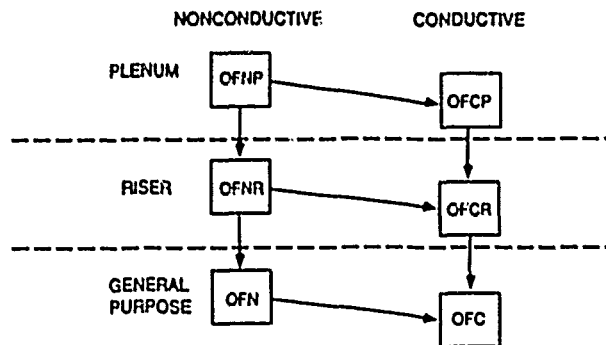 NONCONDUCTIVE CONDUCTIVE
PLENUM OFNP OFCP
RISER OFNR OFCR
GENERAL
PURPOSE OFN OFC